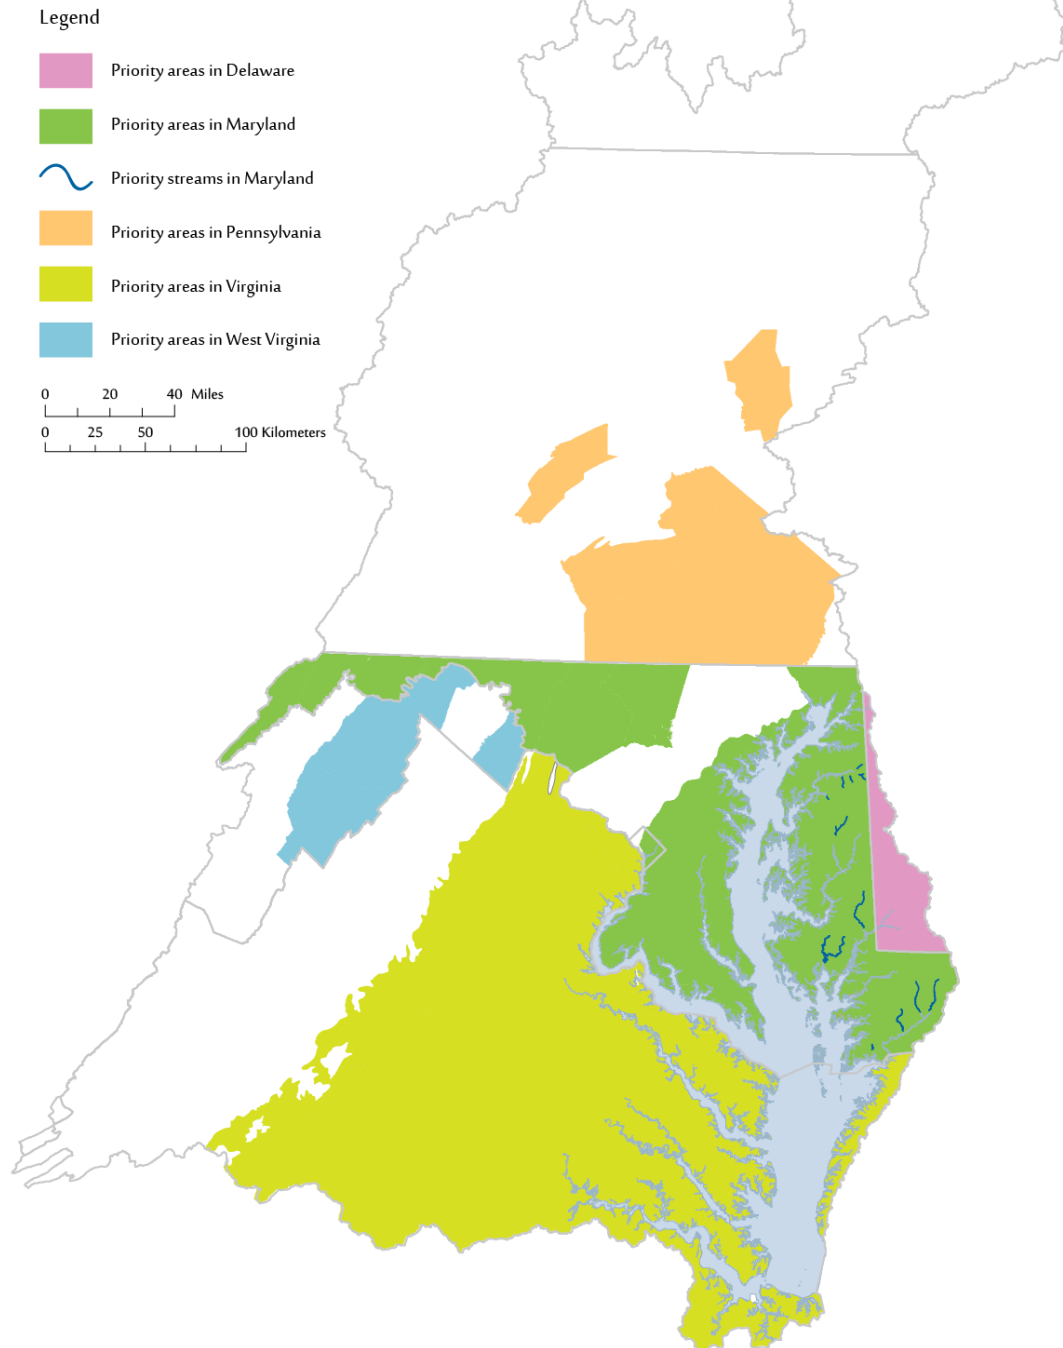 Legend
Priority areas in Delaware
Priority areas in Maryland
Priority streams in Maryland
Priority areas in Pennsylvania
Priority areas in Virginia
Priority areas in West Virginia
0 20 40 Miles
0 25 50 100 Kilometers